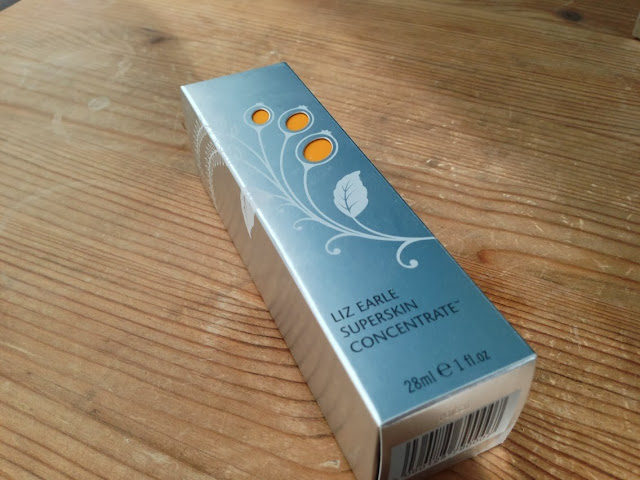 LIZ EARLE
SUPERSKIN
CONCENTRATE™
28ml ℮ 1 fl.oz